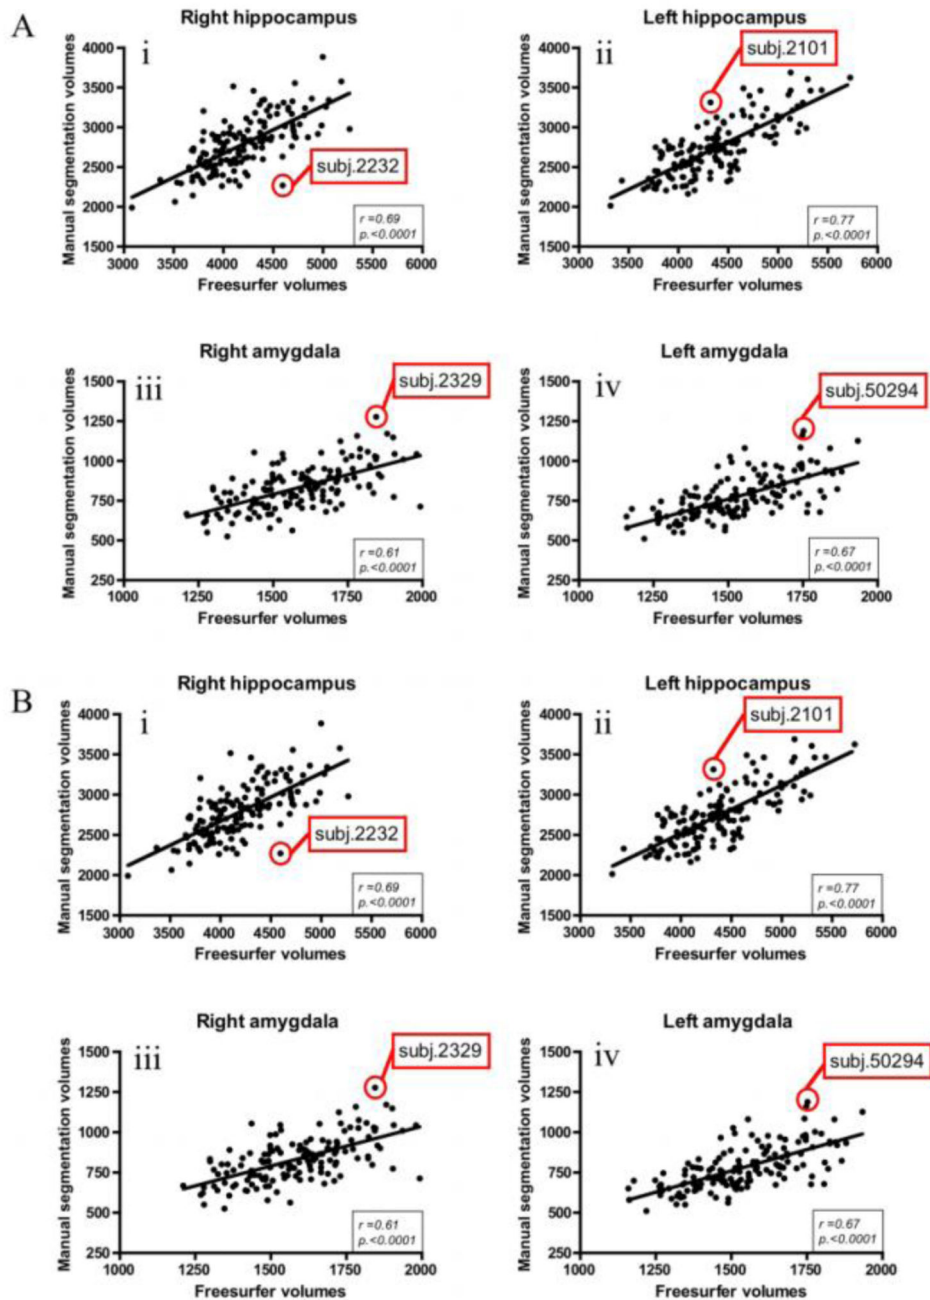 A
Right hippocampus
i
Manual segmentation volumes
4000
3500
3000
2500
2000
1500
subj.2232
r =0.69
p.<0.0001
3000 3500 4000 4500 5000 5500 6000
Freesurfer volumes
Left hippocampus
ii
Manual segmentation volumes
4000
3500
3000
2500
2000
1500
subj.2101
r =0.77
p.<0.0001
3000 3500 4000 4500 5000 5500 6000
Freesurfer volumes
Right amygdala
iii
Manual segmentation volumes
1500
1250
1000
750
500
250
subj.2329
r =0.61
p.<0.0001
1000 1250 1500 1750 2000
Freesurfer volumes
Left amygdala
iv
Manual segmentation volumes
1500
1250
1000
750
500
250
subj.50294
r =0.67
p.<0.0001
1000 1250 1500 1750 2000
Freesurfer volumes
B
Right hippocampus
i
Manual segmentation volumes
4000
3500
3000
2500
2000
1500
subj.2232
r =0.69
p.<0.0001
3000 3500 4000 4500 5000 5500 6000
Freesurfer volumes
Left hippocampus
ii
Manual segmentation volumes
4000
3500
3000
2500
2000
1500
subj.2101
r =0.77
p.<0.0001
3000 3500 4000 4500 5000 5500 6000
Freesurfer volumes
Right amygdala
iii
Manual segmentation volumes
1500
1250
1000
750
500
250
subj.2329
r =0.61
p.<0.0001
1000 1250 1500 1750 2000
Freesurfer volumes
Left amygdala
iv
Manual segmentation volumes
1500
1250
1000
750
500
250
subj.50294
r =0.67
p.<0.0001
1000 1250 1500 1750 2000
Freesurfer volumes